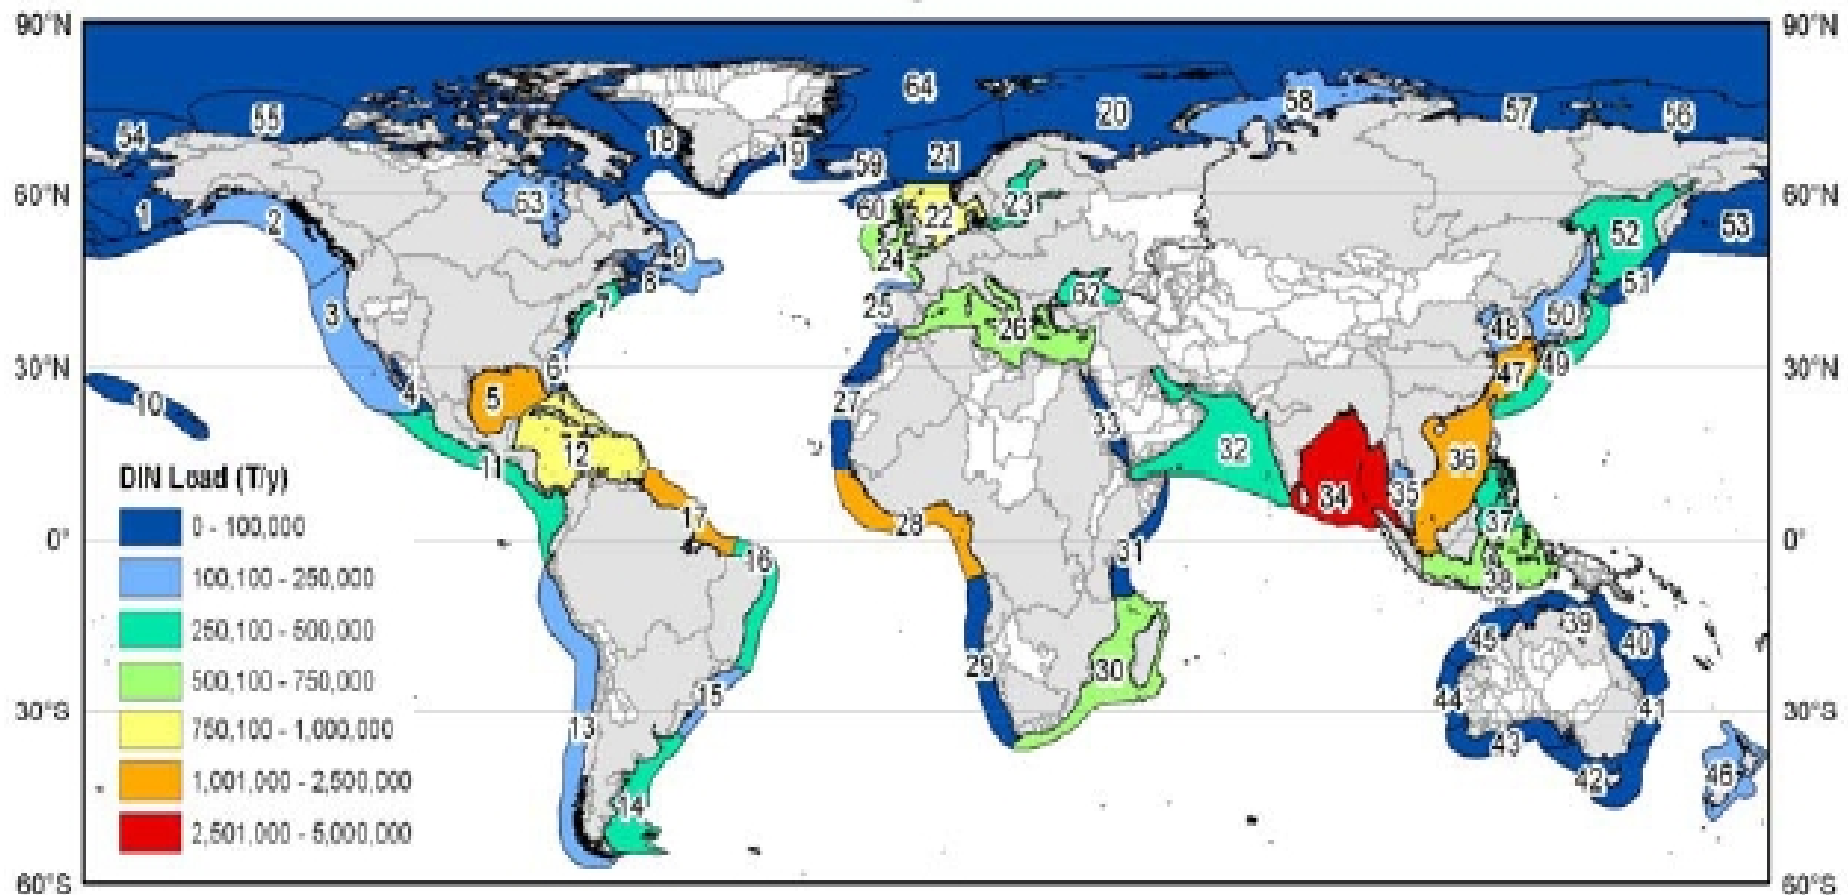 90°N 90°N
64
55 20 58 57 56
54 18 19 59 21
60°N 60°N
1 2 63 60 22 23 52 53
9 24
8 25 62 51
3 7 26 48 50
30°N 6 30°N
4 5 47 49
10 27 33
12 32 36
11
DIN Load (T/y)
34 35
0 - 100,000
17 28 37
0° 0°
16 31
100,100 - 250,000
38
250,100 - 500,000
39
45 40
29 30
500,100 - 750,000
15 44 41
30°S 30°S
750,100 - 1,000,000
13 43
1,001,000 - 2,500,000
42 46
14
2,501,000 - 5,000,000
60°S 60°S